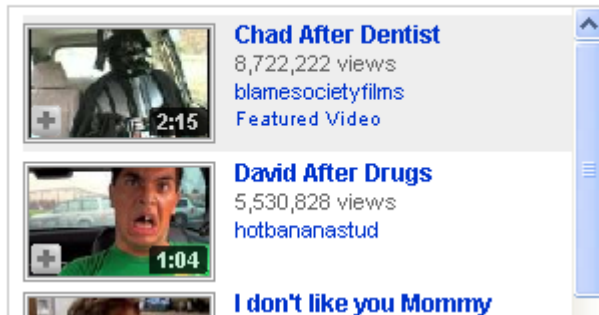 Chad After Dentist
8,722,222 views
blamesocietyfilms
Featured Video
2:15
David After Drugs
5,530,828 views
hotbananastud
1:04
I don't like you Mommy